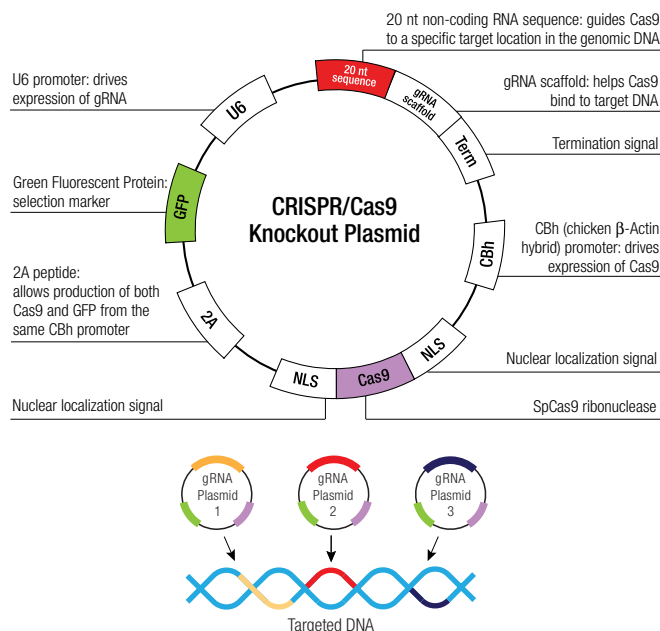 20 nt non-coding RNA sequence: guides Cas9
to a specific target location in the genomic DNA
U6 promoter: drives
expression of gRNA
20 nt
sequence
gRNA
scaffold
gRNA scaffold: helps Cas9
bind to target DNA
U6
Term
Termination signal
Green Fluorescent Protein:
selection marker
GFP
CRISPR/Cas9
Knockout Plasmid
CBh
CBh (chicken β-Actin
hybrid) promoter: drives
expression of Cas9
2A peptide:
allows production of both
Cas9 and GFP from the
same CBh promoter
2A
NLS
Cas9
NLS
Nuclear localization signal
Nuclear localization signal
SpCas9 ribonuclease
gRNA
Plasmid
1
gRNA
Plasmid
2
gRNA
Plasmid
3
Targeted DNA